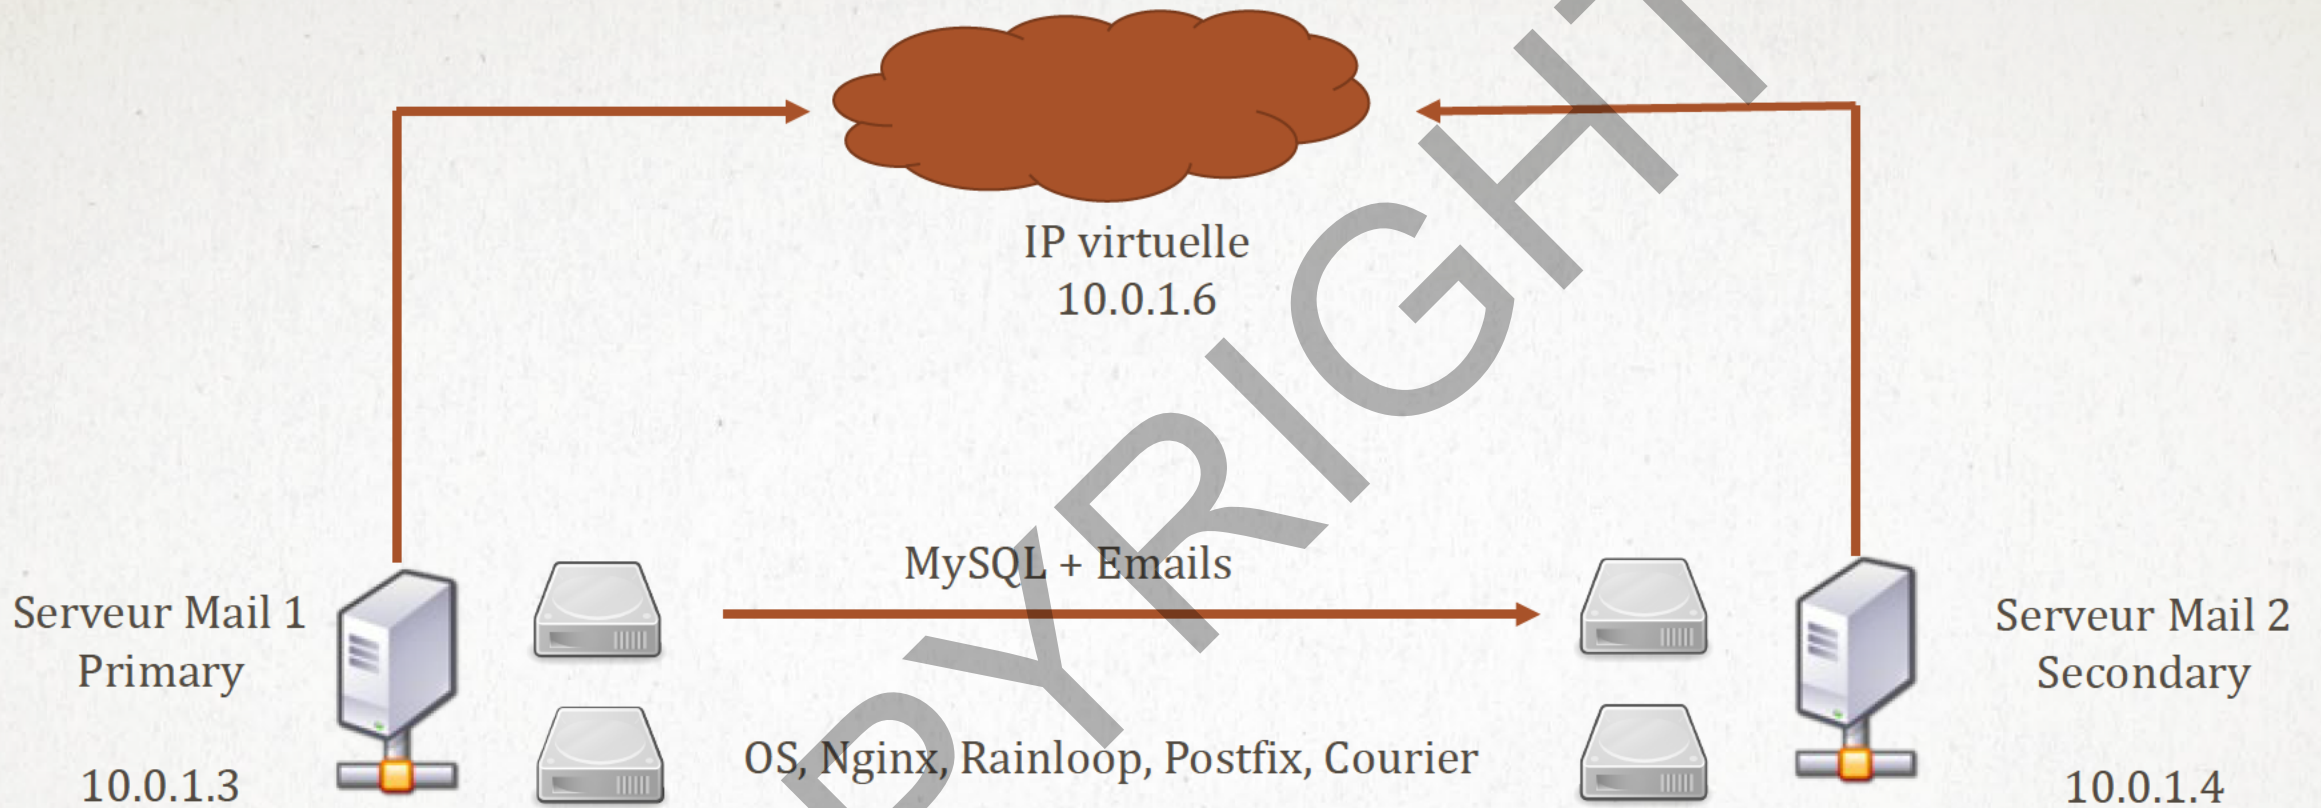 IP virtuelle
10.0.1.6
MySQL + Emails
Serveur Mail 1
Primary
10.0.1.3
OS, Nginx, Rainloop, Postfix, Courier
Serveur Mail 2
Secondary
10.0.1.4
PYRIGHT